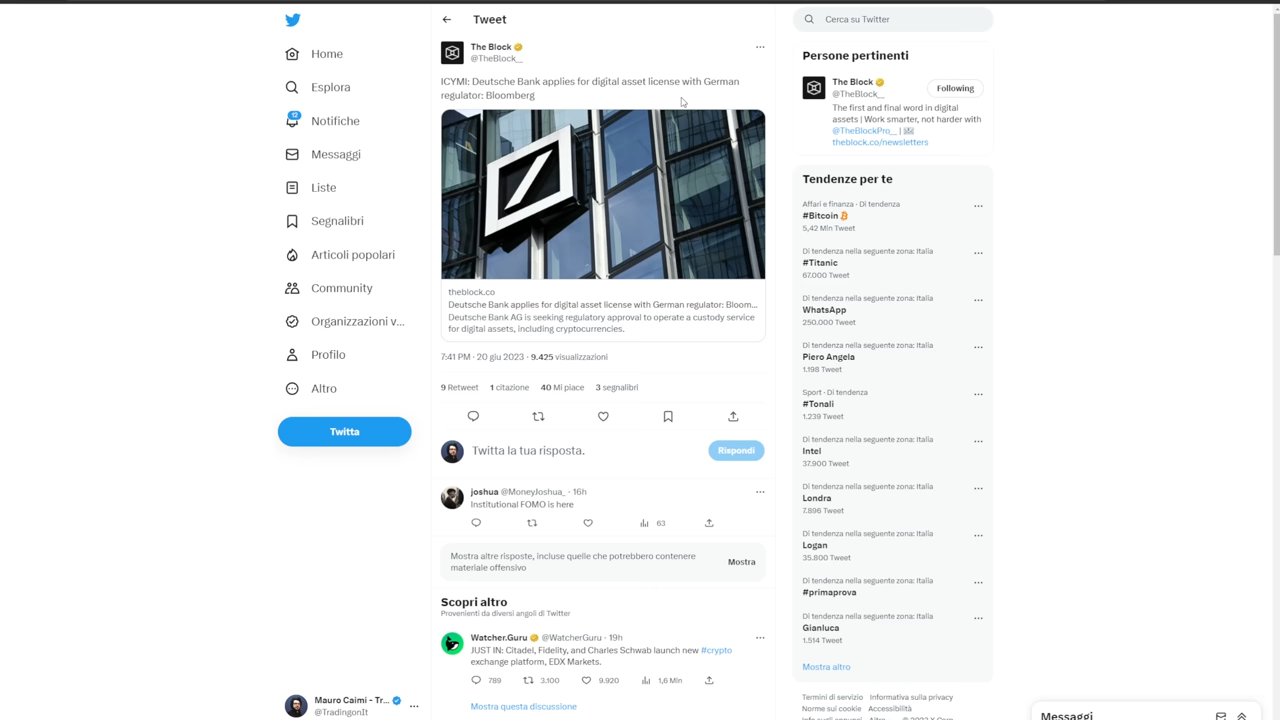 Home
Esplora
12
Notifiche
Messaggi
Liste
Segnalibri
Articoli popolari
Community
Organizzazioni v...
Profilo
Altro
Twitta
Mauro Caimi - Tr...
@TradingonIt
Tweet
The Block
@TheBlock__
ICYMI: Deutsche Bank applies for digital asset license with German
regulator: Bloomberg
theblock.co
Deutsche Bank applies for digital asset license with German regulator: Bloom...
Deutsche Bank AG is seeking regulatory approval to operate a custody service
for digital assets, including cryptocurrencies.
7:41 PM · 20 giu 2023 · 9.425 visualizzazioni
9 Retweet 1 citazione 40 Mi piace 3 segnalibri
Twitta la tua risposta.
Rispondi
joshua @MoneyJoshua_ · 16h
Institutional FOMO is here
63
Mostra altre risposte, incluse quelle che potrebbero contenere
materiale offensivo
Mostra
Scopri altro
Provenienti da diversi angoli di Twitter
Watcher.Guru @WatcherGuru · 19h
JUST IN: Citadel, Fidelity, and Charles Schwab launch new #crypto
exchange platform, EDX Markets.
789 3.100 9.920 1,6 Mln
Mostra questa discussione
Cerca su Twitter
Persone pertinenti
The Block
@TheBlock__
Following
The first and final word in digital
assets | Work smarter, not harder with
@TheBlockPro_ |
theblock.co/newsletters
Tendenze per te
Affari e finanza · Di tendenza
#Bitcoin
5,42 Mln Tweet
Di tendenza nella seguente zona: Italia
#Titanic
67.000 Tweet
Di tendenza nella seguente zona: Italia
WhatsApp
250.000 Tweet
Di tendenza nella seguente zona: Italia
Piero Angela
1.198 Tweet
Sport · Di tendenza
#Tonali
1.239 Tweet
Di tendenza nella seguente zona: Italia
Intel
37.900 Tweet
Di tendenza nella seguente zona: Italia
Londra
7.896 Tweet
Di tendenza nella seguente zona: Italia
Logan
35.800 Tweet
Di tendenza nella seguente zona: Italia
#primaprova
Di tendenza nella seguente zona: Italia
Gianluca
1.514 Tweet
Mostra altro
Termini di servizio Informativa sulla privacy
Norme sui cookie Accessibilità
Messaggi